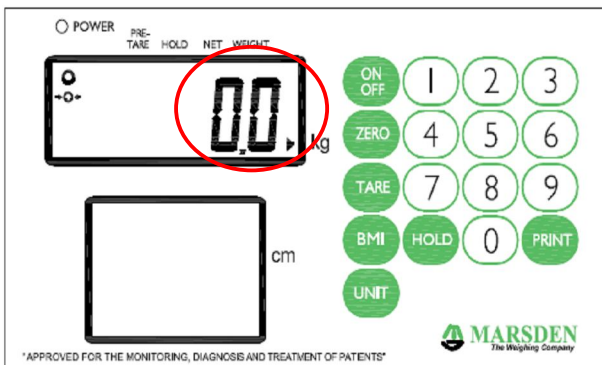 POWER
PRE-
TARE HOLD NET WEIGHT
0.0 kg
cm
ON
OFF 1 2 3
ZERO 4 5 6
TARE 7 8 9
BMI HOLD 0 PRINT
UNIT
MARSDEN
The Weighing Company
"APPROVED FOR THE MONITORING, DIAGNOSIS AND TREATMENT OF PATIENTS"